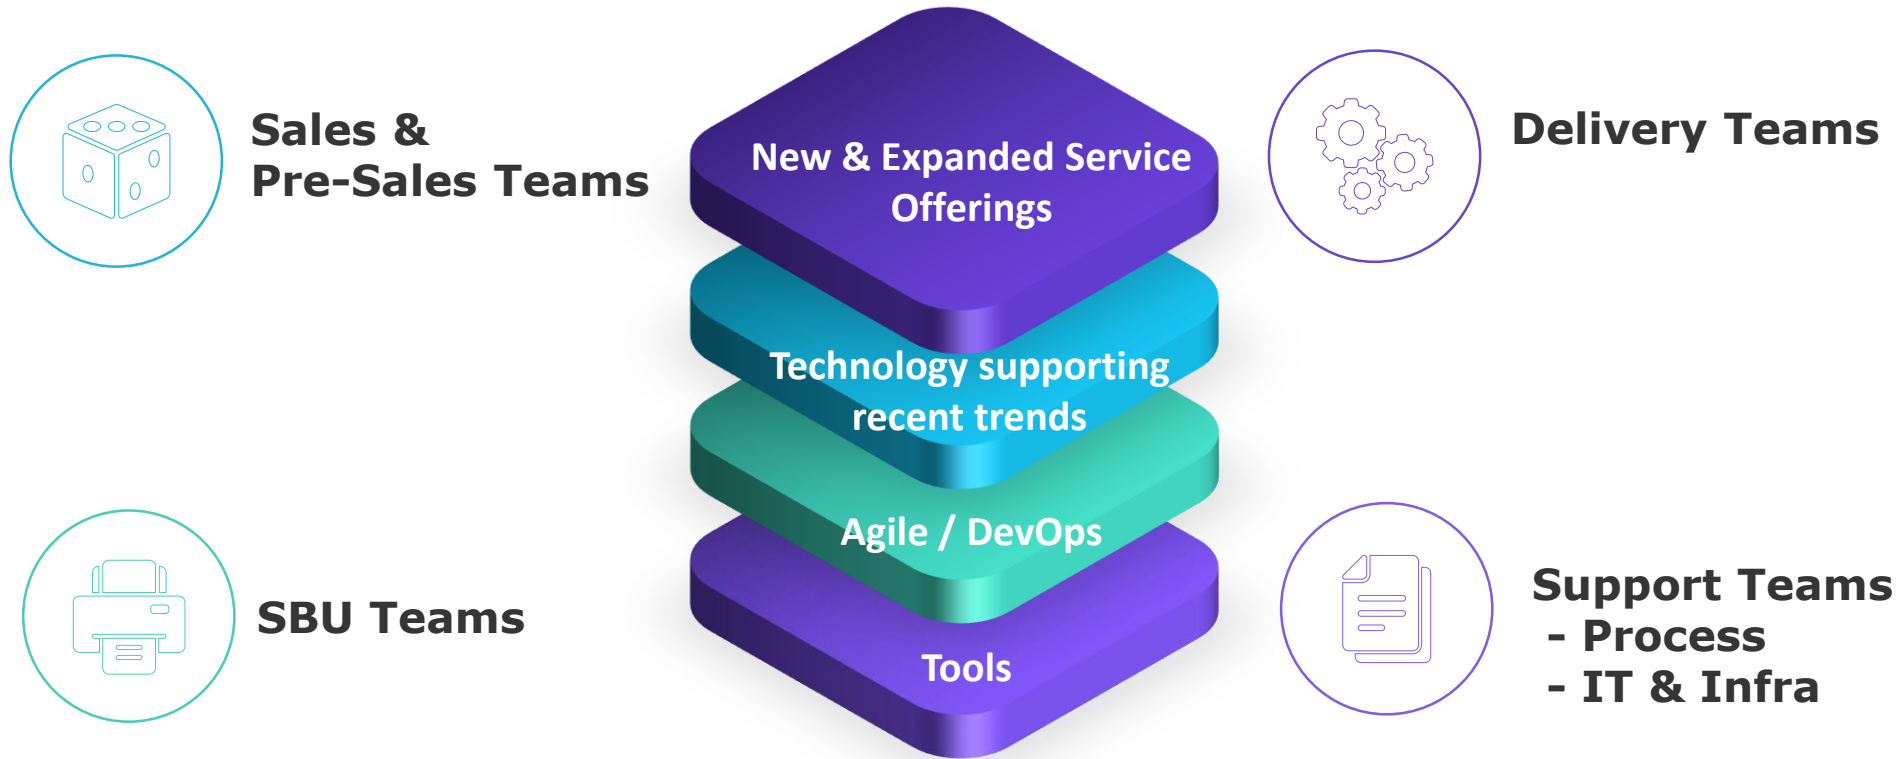 Sales &
Pre-Sales Teams
New & Expanded Service
Offerings
Delivery Teams
Technology supporting
recent trends
Agile / DevOps
Tools
SBU Teams
Support Teams
- Process
- IT & Infra